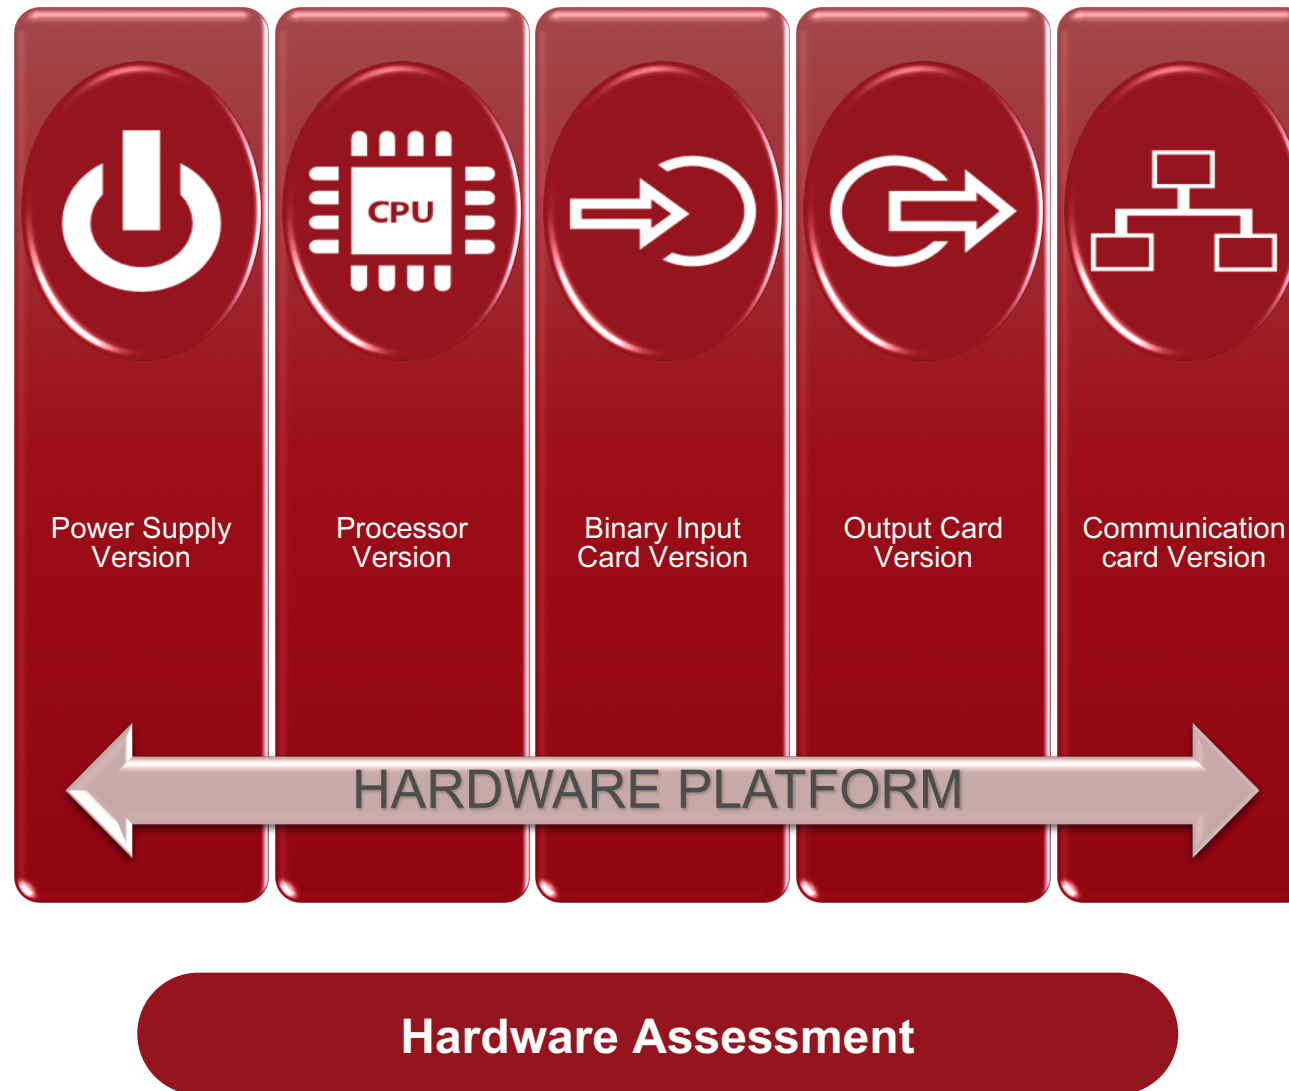 CPU
Power Supply
Version
Processor
Version
Binary Input
Card Version
Output Card
Version
Communication
card Version
HARDWARE PLATFORM
Hardware Assessment